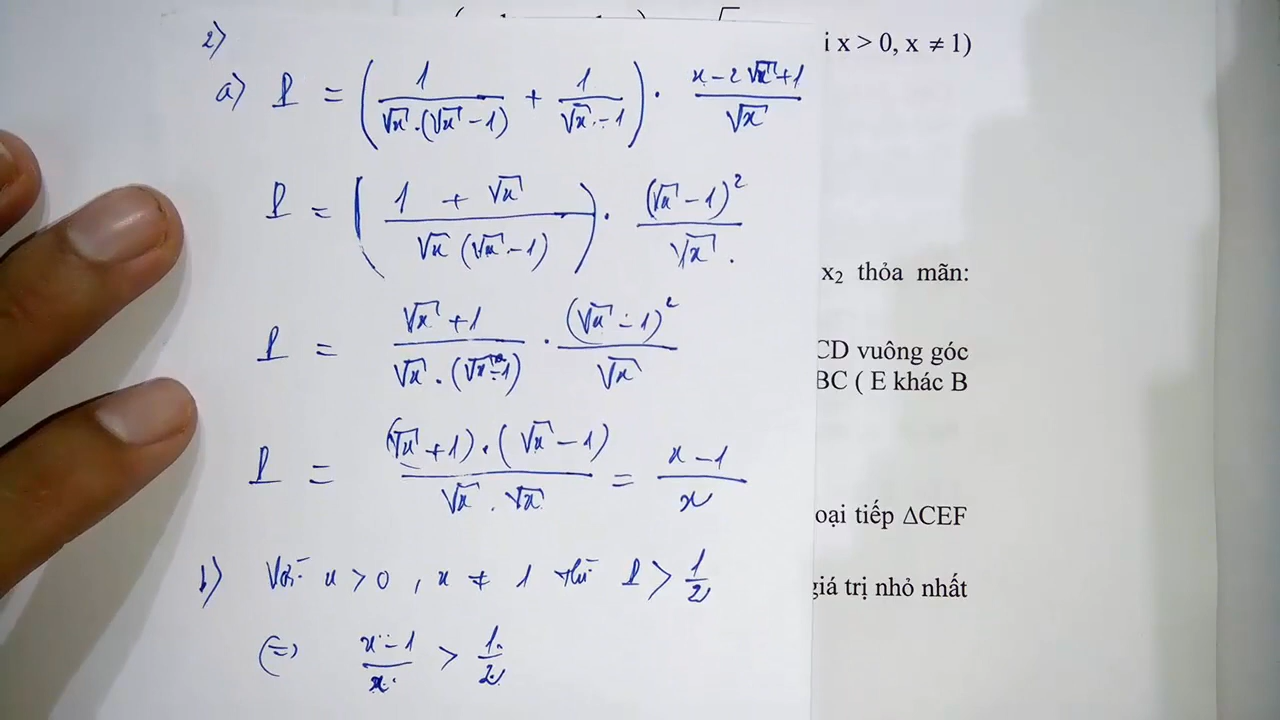 2)
i x > 0, x ≠ 1)
a) P = (1/(√x.(√x - 1)) + 1/(√x - 1)) . (x - 2√x + 1)/√x
P = ((1 + √x)/(√x (√x - 1))) . (√x - 1)²/√x .
x₂ thỏa mãn:
P = (√x + 1)/(√x . (√x - 1)) . (√x - 1)²/√x
CD vuông góc
BC ( E khác B
P = ((√x + 1) . (√x - 1))/(√x . √x) = (x - 1)/x
oại tiếp ΔCEF
b) Với x > 0 , x ≠ 1 thì P > 1/2
giá trị nhỏ nhất
(=) (x - 1)/x > 1/2